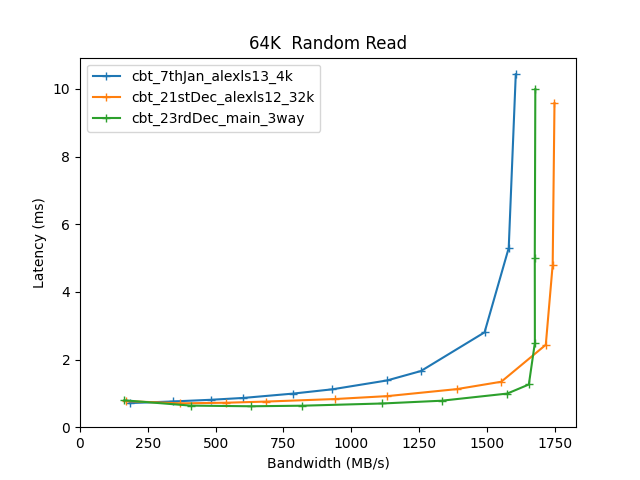 64K  Random Read
cbt_7thJan_alexls13_4k
cbt_21stDec_alexls12_32k
cbt_23rdDec_main_3way
10
8
6
4
2
0
Latency (ms)
0 250 500 750 1000 1250 1500 1750
Bandwidth (MB/s)